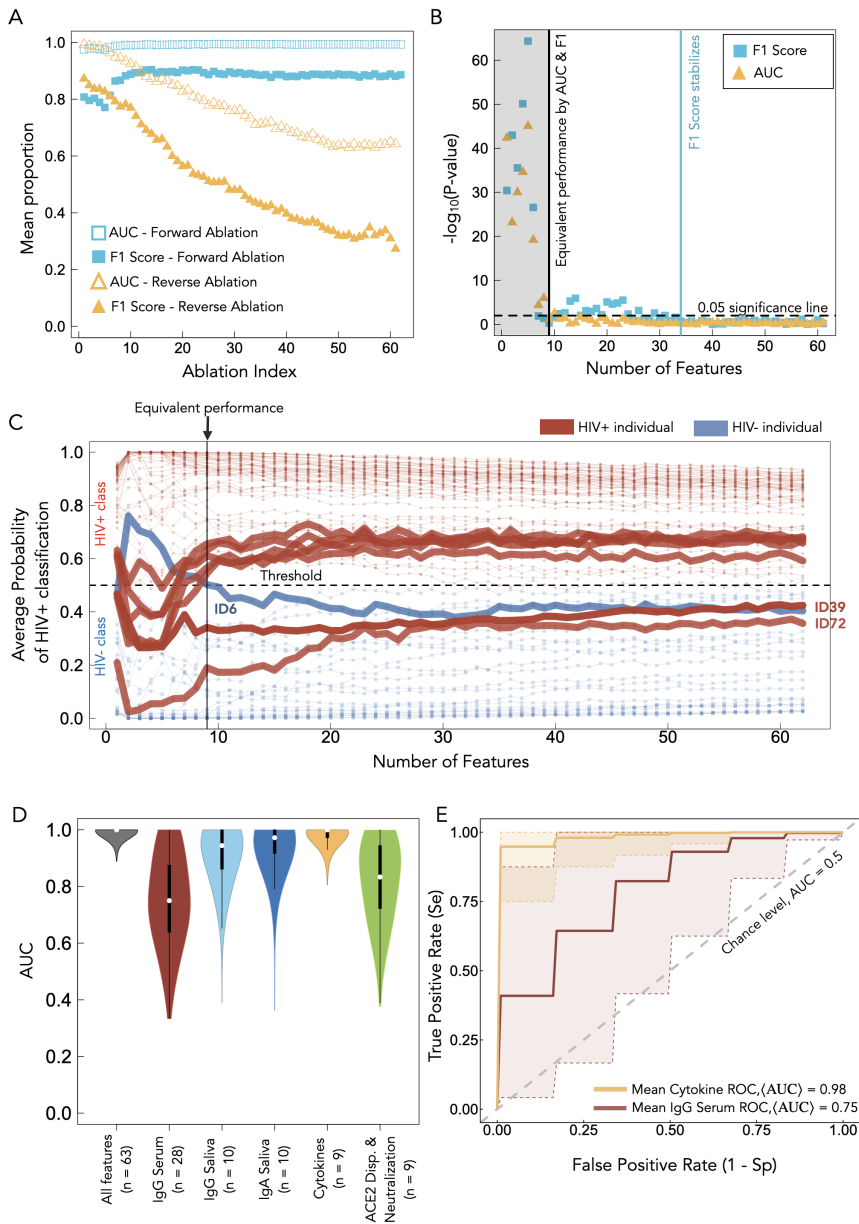 A
Mean proportion
1.0
0.8
0.6
0.4
0.2
0.0
AUC - Forward Ablation
F1 Score - Forward Ablation
AUC - Reverse Ablation
F1 Score - Reverse Ablation
0
10
20
30
40
50
60
Ablation Index
B
-log10(P-value)
60
50
40
30
20
10
0
F1 Score
AUC
Equivalent performance by AUC & F1
F1 Score stabilizes
0.05 significance line
0
10
20
30
40
50
60
Number of Features
C
Equivalent performance
HIV+ individual
HIV- individual
Average Probability
of HIV+ classification
HIV+ class
HIV- class
1.0
0.8
0.6
0.4
0.2
0.0
Threshold
ID6
ID39
ID72
0
10
20
30
40
50
60
Number of Features
D
AUC
1.0
0.8
0.6
0.4
0.2
0.0
All features
(n = 63)
IgG Serum
(n = 28)
IgG Saliva
(n = 10)
IgA Saliva
(n = 10)
Cytokines
(n = 9)
ACE2 Disp. &
Neutralization
(n = 9)
E
True Positive Rate (Se)
1.00
0.75
0.50
0.25
0.00
Chance level, AUC = 0.5
Mean Cytokine ROC,⟨AUC⟩ = 0.98
Mean IgG Serum ROC,⟨AUC⟩ = 0.75
0.00
0.25
0.50
0.75
1.00
False Positive Rate (1 - Sp)